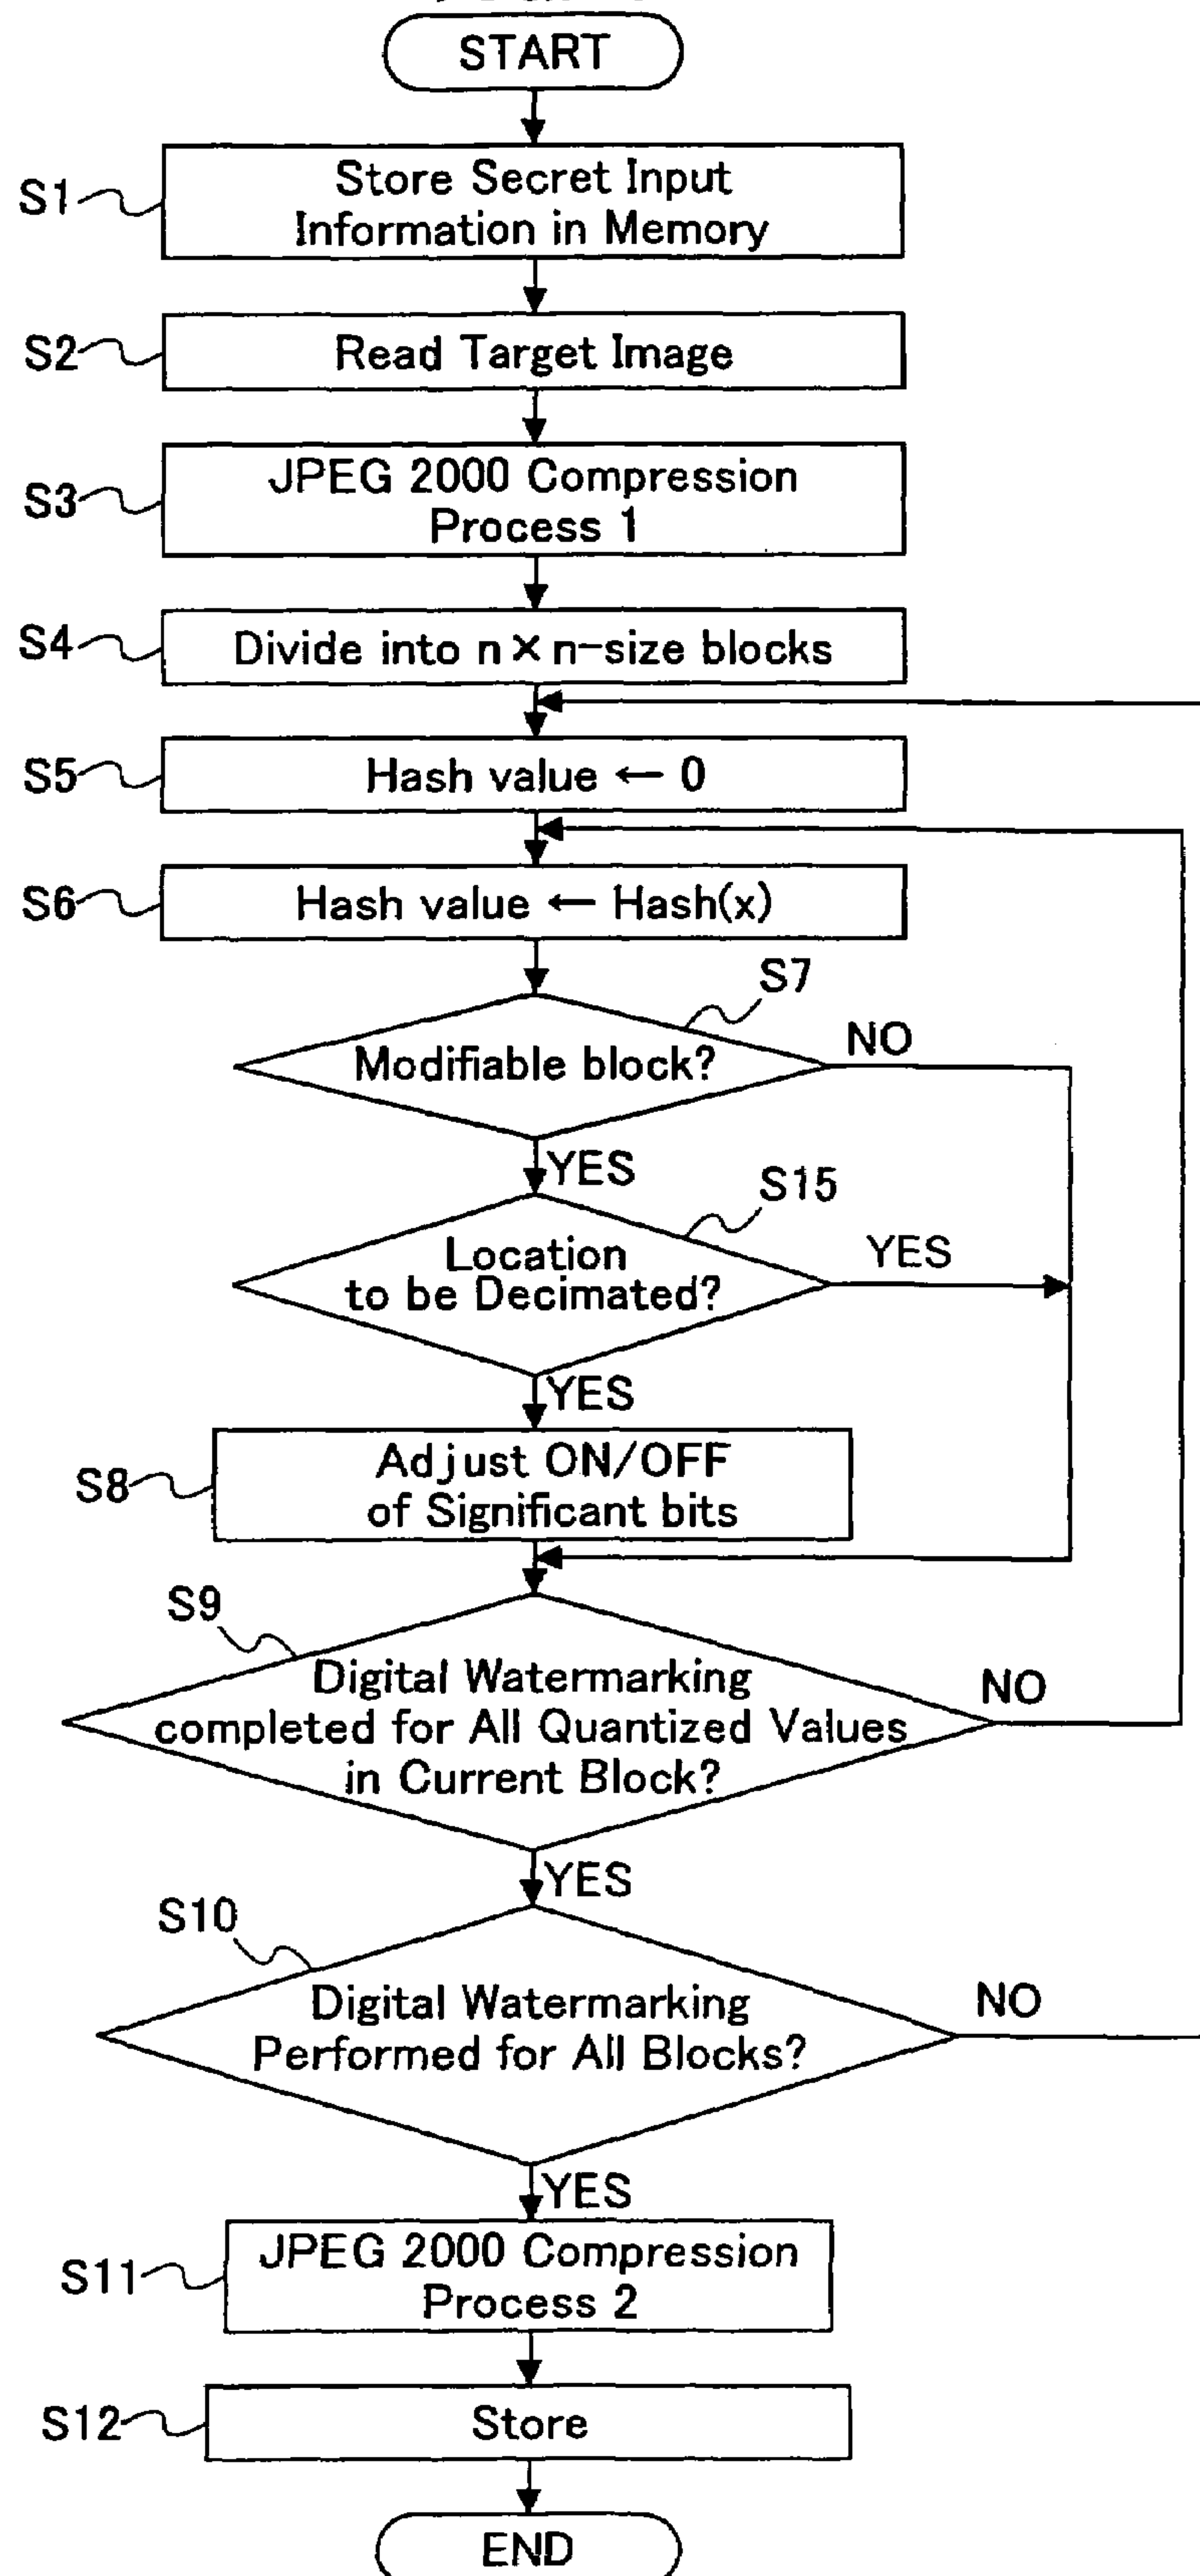 START
S1
Store Secret Input
Information in Memory
S2
Read Target Image
S3
JPEG 2000 Compression
Process 1
S4
Divide into n × n-size blocks
S5
Hash value ← 0
S6
Hash value ← Hash(x)
S7
Modifiable block?
NO
YES
S15
Location
to be Decimated?
YES
YES
S8
Adjust ON/OFF
of Significant bits
S9
Digital Watermarking
completed for All Quantized Values
in Current Block?
NO
YES
S10
Digital Watermarking
Performed for All Blocks?
NO
YES
S11
JPEG 2000 Compression
Process 2
S12
Store
END